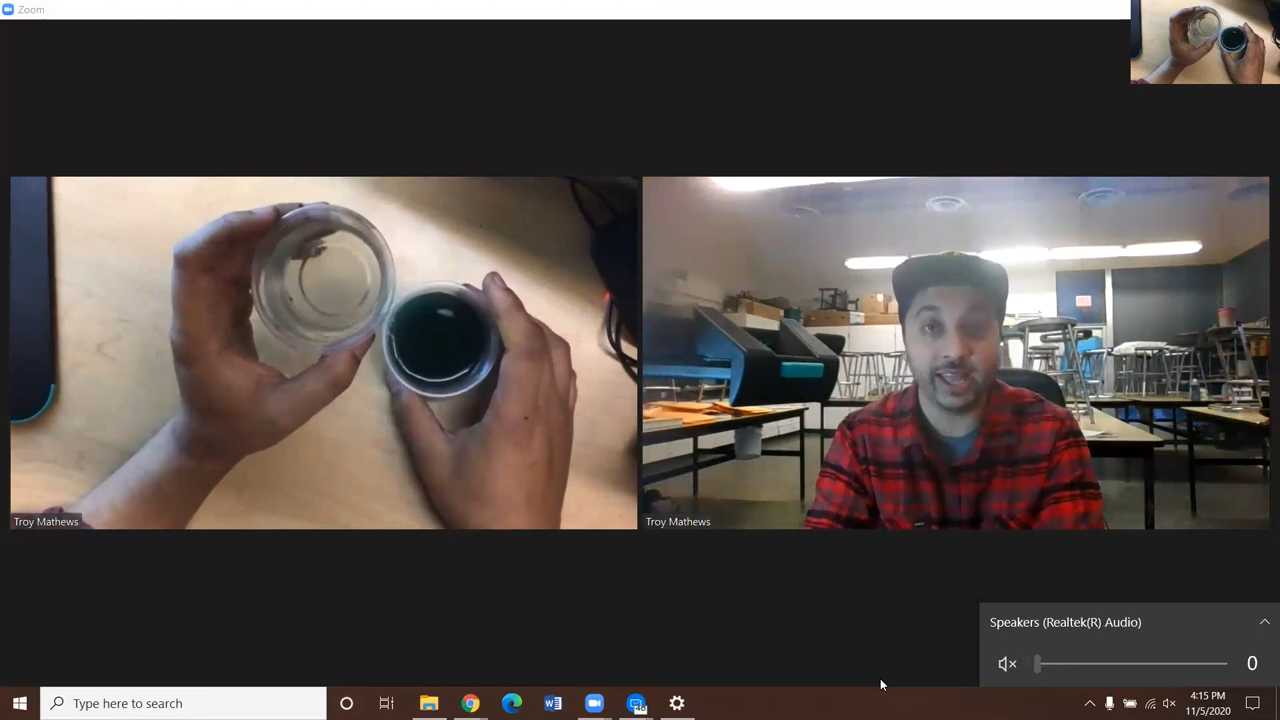 Zoom
Troy Mathews
Troy Mathews
Speakers (Realtek(R) Audio)
0
Type here to search
4:15 PM
11/5/2020